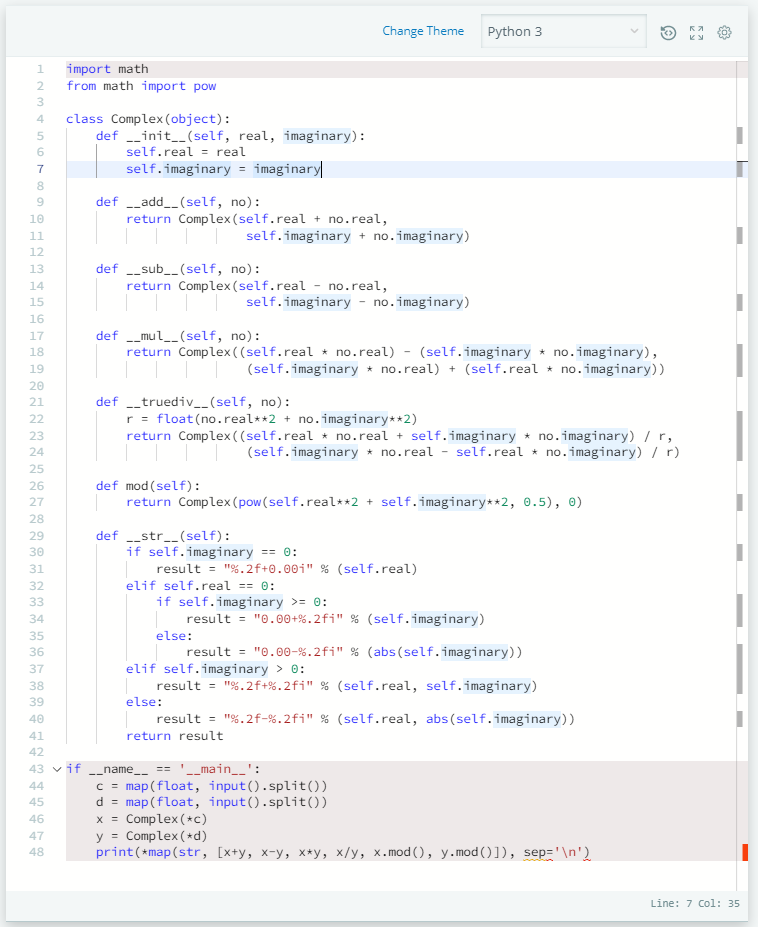 Change Theme Python 3
1 import math
2 from math import pow
3
4 class Complex(object):
5     def __init__(self, real, imaginary):
6         self.real = real
7         self.imaginary = imaginary
8
9     def __add__(self, no):
10         return Complex(self.real + no.real,
11                         self.imaginary + no.imaginary)
12
13     def __sub__(self, no):
14         return Complex(self.real - no.real,
15                         self.imaginary - no.imaginary)
16
17     def __mul__(self, no):
18         return Complex((self.real * no.real) - (self.imaginary * no.imaginary),
19                         (self.imaginary * no.real) + (self.real * no.imaginary))
20
21     def __truediv__(self, no):
22         r = float(no.real**2 + no.imaginary**2)
23         return Complex((self.real * no.real + self.imaginary * no.imaginary) / r,
24                         (self.imaginary * no.real - self.real * no.imaginary) / r)
25
26     def mod(self):
27         return Complex(pow(self.real**2 + self.imaginary**2, 0.5), 0)
28
29     def __str__(self):
30         if self.imaginary == 0:
31             result = "%.2f+0.00i" % (self.real)
32         elif self.real == 0:
33             if self.imaginary >= 0:
34                 result = "0.00+%.2fi" % (self.imaginary)
35             else:
36                 result = "0.00-%.2fi" % (abs(self.imaginary))
37         elif self.imaginary > 0:
38             result = "%.2f+%.2fi" % (self.real, self.imaginary)
39         else:
40             result = "%.2f-%.2fi" % (self.real, abs(self.imaginary))
41         return result
42
43 if __name__ == '__main__':
44     c = map(float, input().split())
45     d = map(float, input().split())
46     x = Complex(*c)
47     y = Complex(*d)
48     print(*map(str, [x+y, x-y, x*y, x/y, x.mod(), y.mod()]), sep='\n')
Line: 7 Col: 35